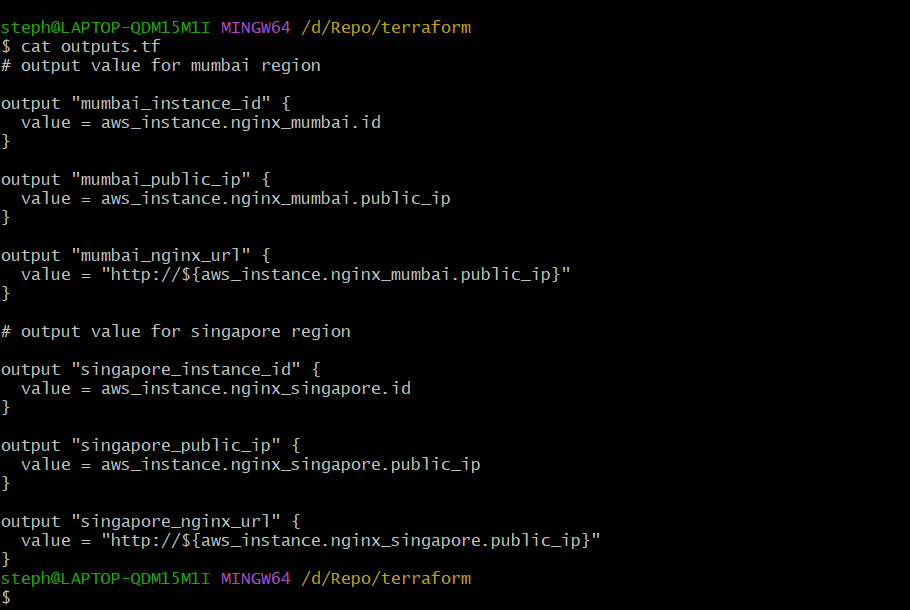 steph@LAPTOP-QDM15M1I MINGW64 /d/Repo/terraform
$ cat outputs.tf
# output value for mumbai region

output "mumbai_instance_id" {
  value = aws_instance.nginx_mumbai.id
}

output "mumbai_public_ip" {
  value = aws_instance.nginx_mumbai.public_ip
}

output "mumbai_nginx_url" {
  value = "http://${aws_instance.nginx_mumbai.public_ip}"
}

# output value for singapore region

output "singapore_instance_id" {
  value = aws_instance.nginx_singapore.id
}

output "singapore_public_ip" {
  value = aws_instance.nginx_singapore.public_ip
}

output "singapore_nginx_url" {
  value = "http://${aws_instance.nginx_singapore.public_ip}"
}
steph@LAPTOP-QDM15M1I MINGW64 /d/Repo/terraform
$